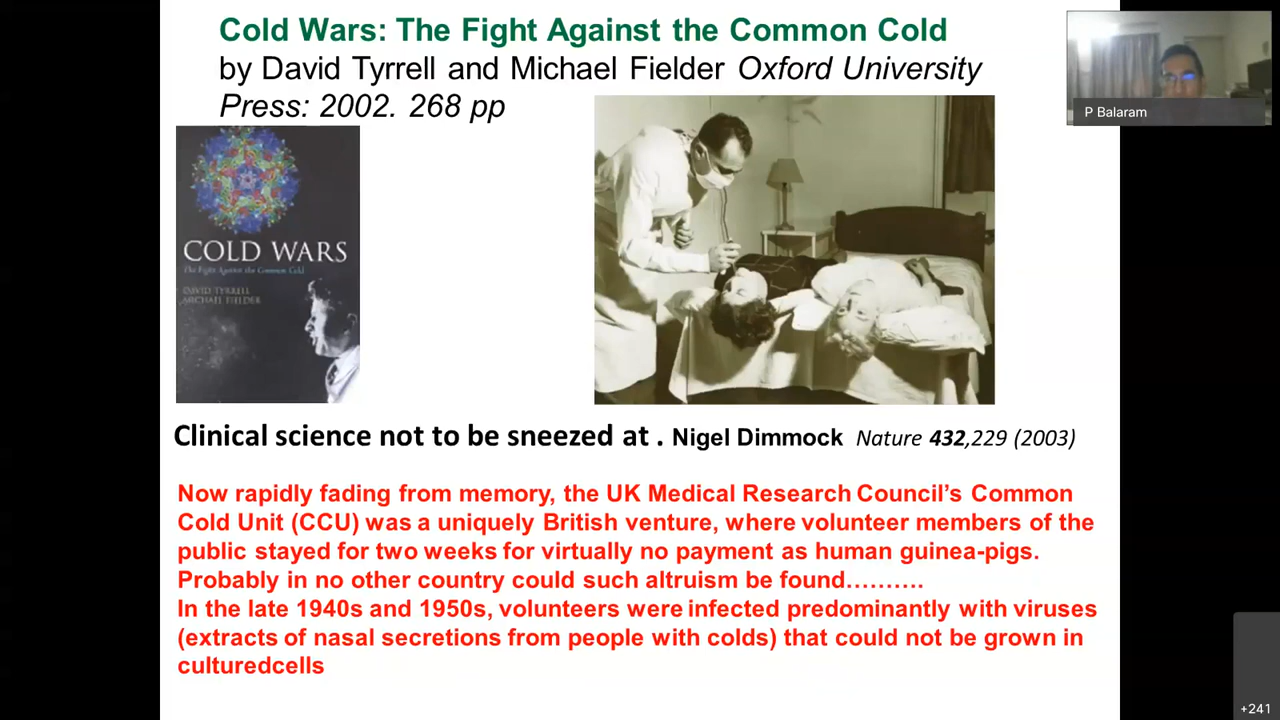 Cold Wars: The Fight Against the Common Cold
by David Tyrrell and Michael Fielder Oxford University
Press: 2002. 268 pp
P Balaram
COLD WARS
The Fight Against the Common Cold
DAVID TYRRELL
MICHAEL FIELDER
Clinical science not to be sneezed at . Nigel Dimmock Nature 432,229 (2003)
Now rapidly fading from memory, the UK Medical Research Council’s Common
Cold Unit (CCU) was a uniquely British venture, where volunteer members of the
public stayed for two weeks for virtually no payment as human guinea-pigs.
Probably in no other country could such altruism be found……….
In the late 1940s and 1950s, volunteers were infected predominantly with viruses
(extracts of nasal secretions from people with colds) that could not be grown in
culturedcells
+241